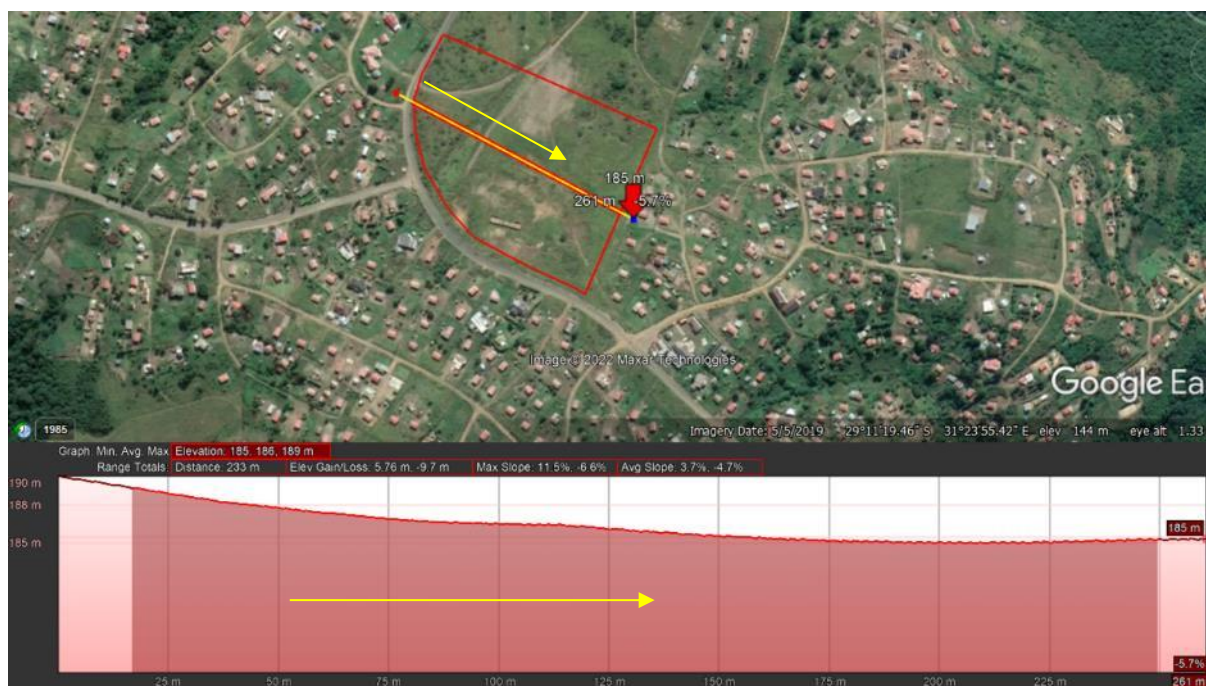 185 m
261 m -5.7%
Image © 2022 Maxar Technologies
Google Ea
1985
Imagery Date: 5/5/2019 29°11'19.46" S 31°23'55.42" E elev 144 m eye alt 1.33
Graph: Min, Avg, Max Elevation: 185, 186, 189 m
Range Totals: Distance: 233 m Elev Gain/Loss: 5.76 m, -9.7 m Max Slope: 11.5%, -6.6% Avg Slope: 3.7%, -4.7%
190 m
188 m
185 m
185 m
-5.7%
25 m 50 m 75 m 100 m 125 m 150 m 175 m 200 m 225 m 261 m